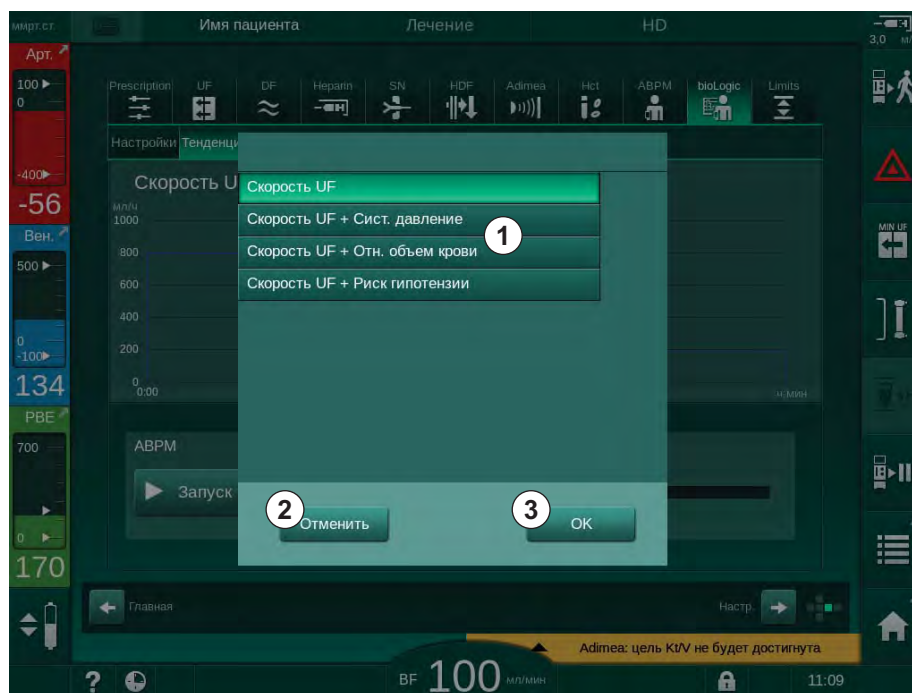 ммрт.ст.
Имя пациента
Лечение
HD
3,0
Арт.
100
0
-400
-56
Вен.
500
0
-100
134
PBE
700
0
170
Prescription
UF
DF
Heparin
SN
HDF
Adimea
Hct
ABPM
bioLogic
Limits
MIN UF
Настройки
Тенденци
Скорость U
мл/ч
1000
800
600
400
200
0
0:00
ч:мин
Скорость UF
Скорость UF + Сист. давление
Скорость UF + Отн. объем крови
Скорость UF + Риск гипотензии
1
ABPM
Запуск
2
Отменить
3
OK
Главная
Настр.
Adimea: цель Kt/V не будет достигнута
?
BF 100 мл/мин
11:09